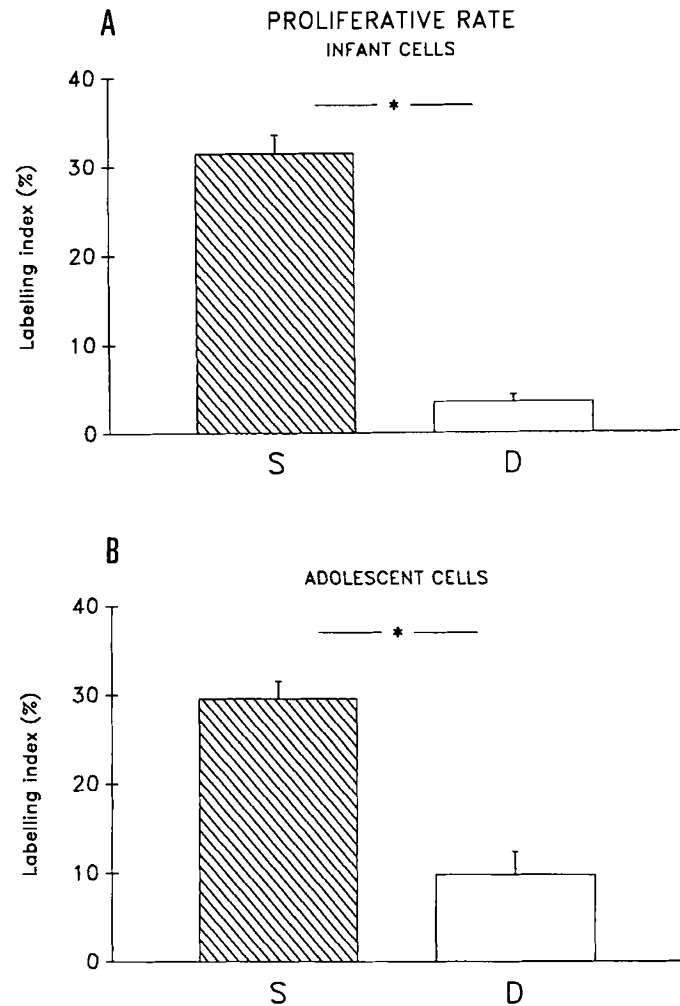 A
PROLIFERATIVE RATE
INFANT CELLS
40
*
30
20
10
0
Labelling index (%)
S D
B
ADOLESCENT CELLS
40
*
30
20
10
0
Labelling index (%)
S D